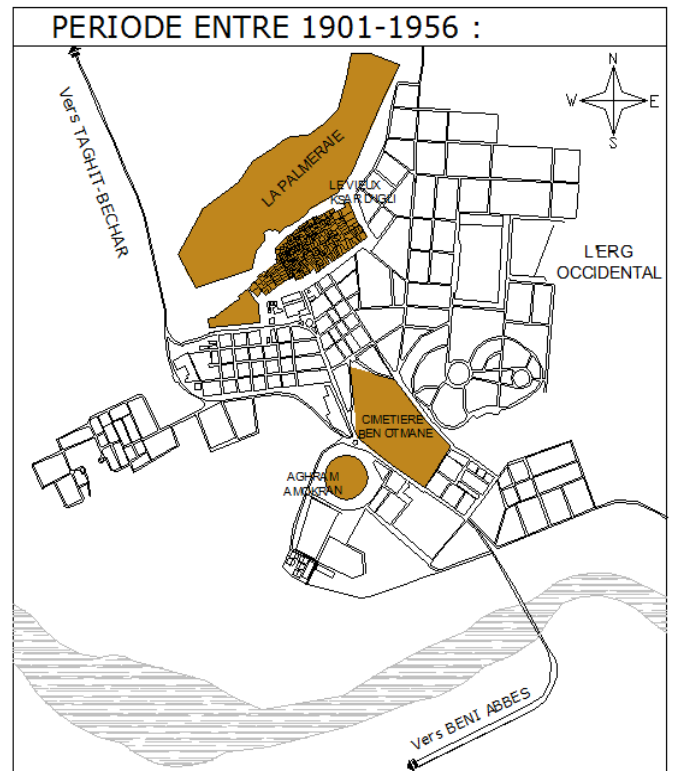 PERIODE ENTRE 1901-1956 :
N
W
E
S
Vers TAGHIT-BECHAR
LA PALMERAIE
LE VIEUX
KSAR D'IGLI
L'ERG
OCCIDENTAL
CIMETIERE
BEN OTMANE
AGHRAM
AMOKRAN
Vers BENI ABBES